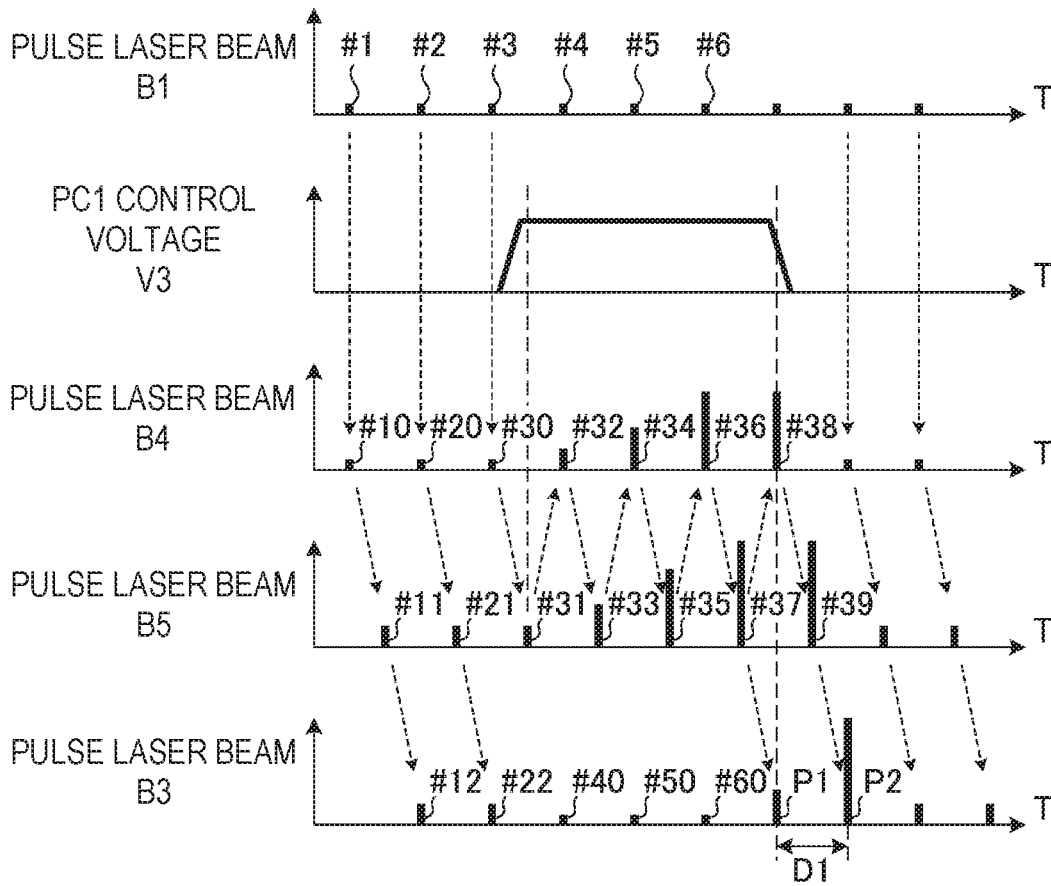 PULSE LASER BEAM
B1
#1 #2 #3 #4 #5 #6
T
PC1 CONTROL
VOLTAGE
V3
T
PULSE LASER BEAM
B4
#10 #20 #30 #32 #34 #36 #38
T
PULSE LASER BEAM
B5
#11 #21 #31 #33 #35 #37 #39
T
PULSE LASER BEAM
B3
#12 #22 #40 #50 #60 P1 P2
T
D1